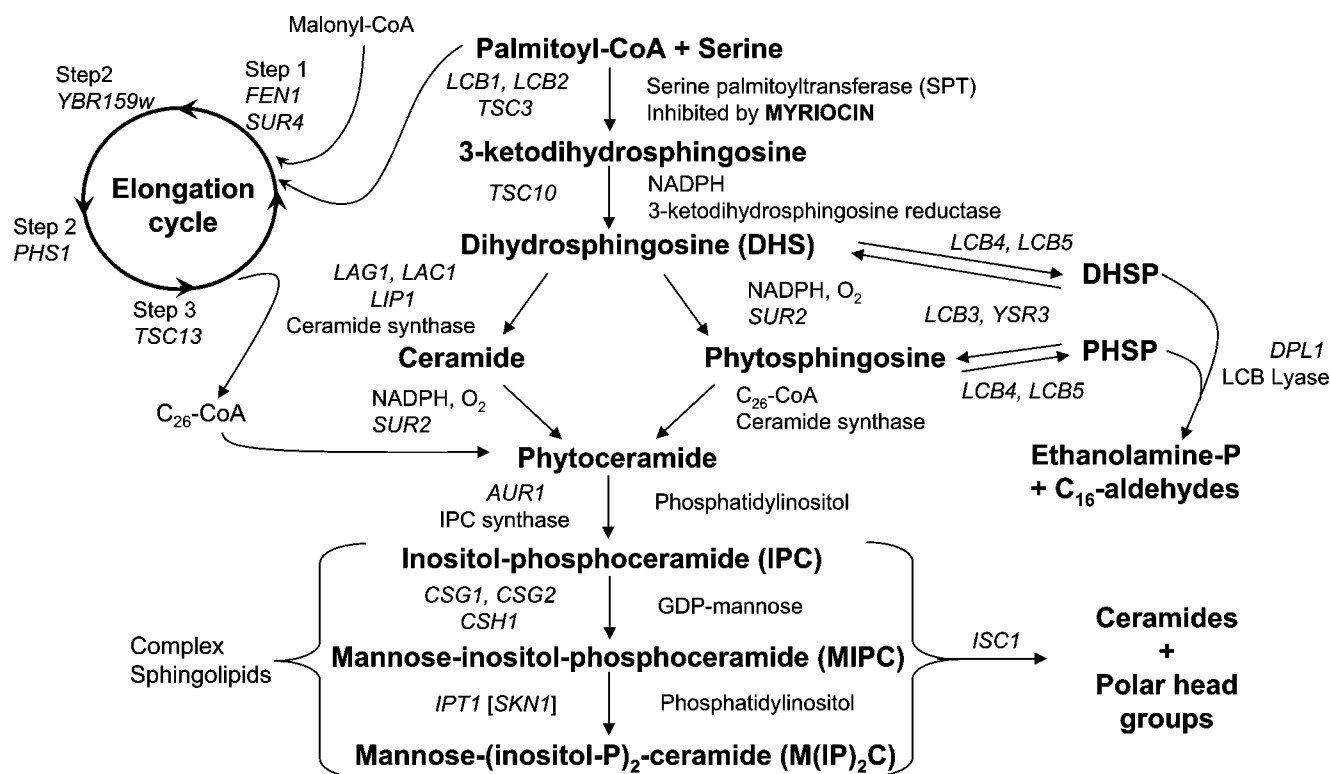 Malonyl-CoA
Palmitoyl-CoA + Serine
Step2
YBR159w
Step 1
FEN1
SUR4
LCB1, LCB2
TSC3
Serine palmitoyltransferase (SPT)
Inhibited by MYRIOCIN
3-ketodihydrosphingosine
Elongation
cycle
TSC10
NADPH
3-ketodihydrosphingosine reductase
Step 2
PHS1
Dihydrosphingosine (DHS)
LCB4, LCB5
DHSP
LAG1, LAC1
LIP1
Ceramide synthase
NADPH, O2
SUR2
LCB3, YSR3
Step 3
TSC13
Ceramide
Phytosphingosine
PHSP
DPL1
LCB Lyase
LCB4, LCB5
C26-CoA
NADPH, O2
SUR2
C26-CoA
Ceramide synthase
Phytoceramide
Ethanolamine-P
+ C16-aldehydes
AUR1
IPC synthase
Phosphatidylinositol
Inositol-phosphoceramide (IPC)
CSG1, CSG2
CSH1
GDP-mannose
Complex
Sphingolipids
Mannose-inositol-phosphoceramide (MIPC)
ISC1
Ceramides
+
Polar head
groups
IPT1 [SKN1]
Phosphatidylinositol
Mannose-(inositol-P)2-ceramide (M(IP)2C)